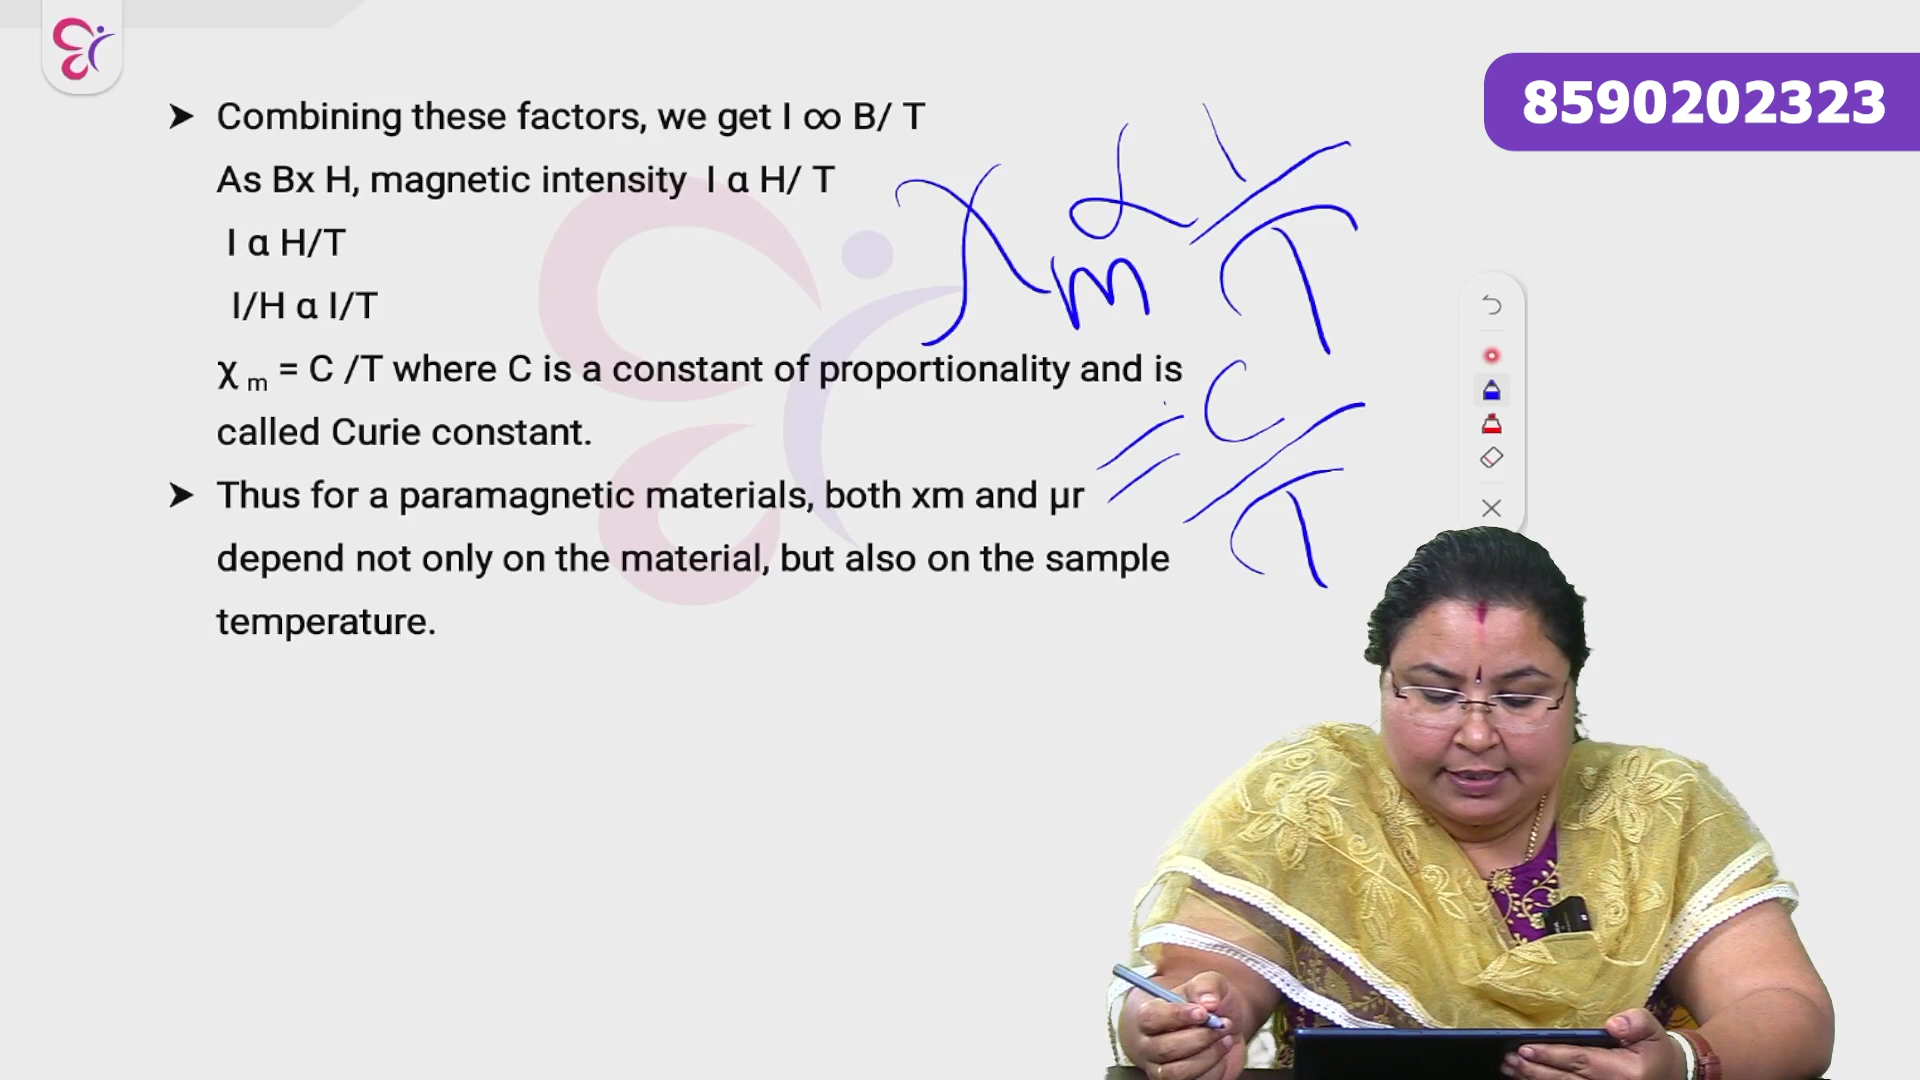 8590202323
➤ Combining these factors, we get I ∞ B/ T
As Bx H, magnetic intensity I ɑ H/ T
I ɑ H/T
I/H ɑ I/T
χ m = C /T where C is a constant of proportionality and is
called Curie constant.
➤ Thus for a paramagnetic materials, both xm and µr
depend not only on the material, but also on the sample
temperature.
χm α 1/T
= C/T